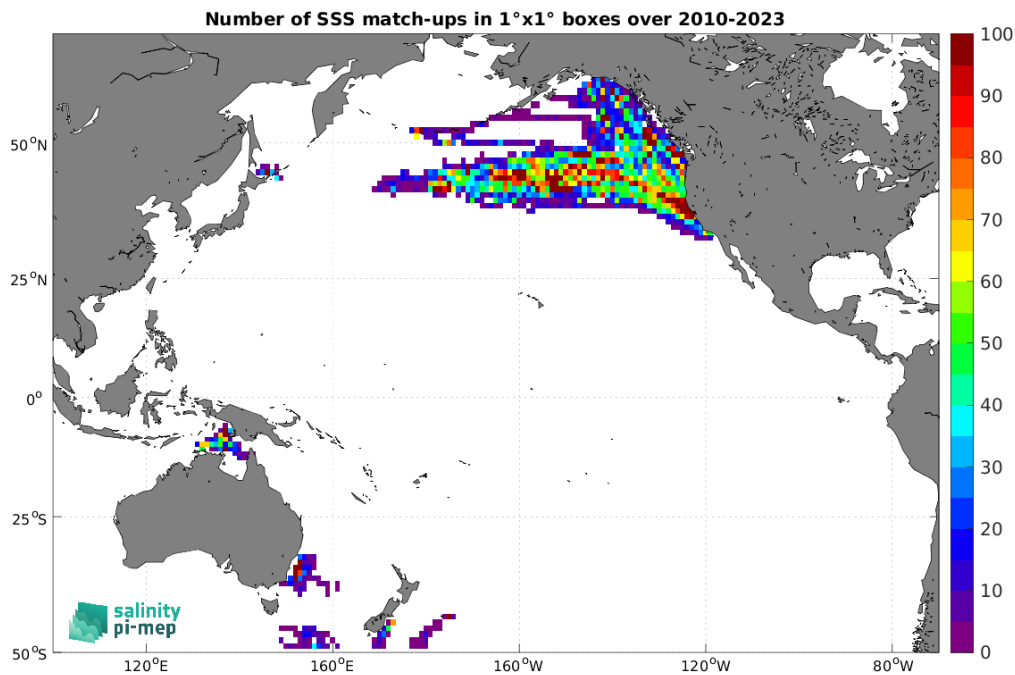 Number of SSS match-ups in 1°x1° boxes over 2010-2023
100
90
80
70
60
50
40
30
20
10
0
50°N
25°N
0°
25°S
50°S
120°E
160°E
160°W
120°W
80°W
salinity
pi-mep